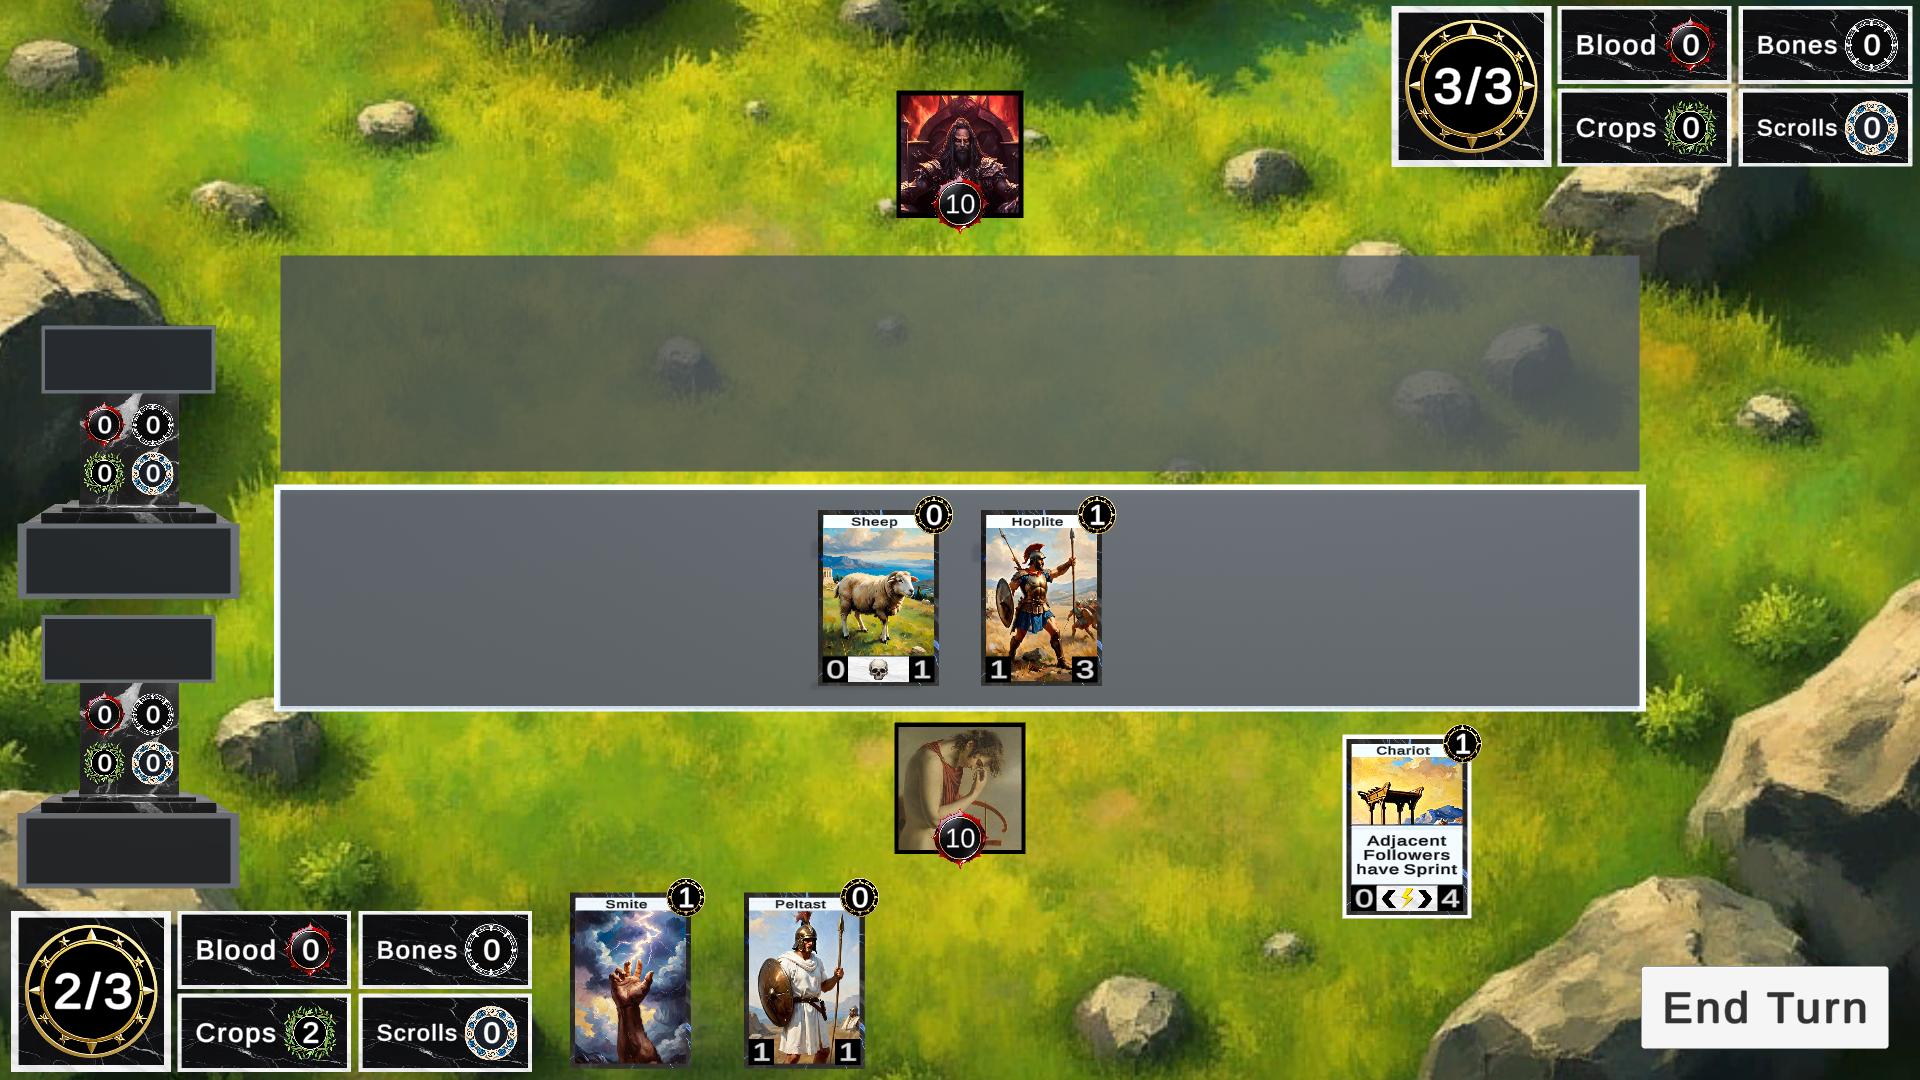 3/3
Blood 0
Bones 0
Crops 0
Scrolls 0
10
0 0
0 0
Sheep 0
0 1
Hoplite 1
1 3
0 0
0 0
10
Chariot 1
Adjacent
Followers
have Sprint
0 4
2/3
Blood 0
Bones 0
Crops 2
Scrolls 0
Smite 1
Peltast 0
1 1
End Turn